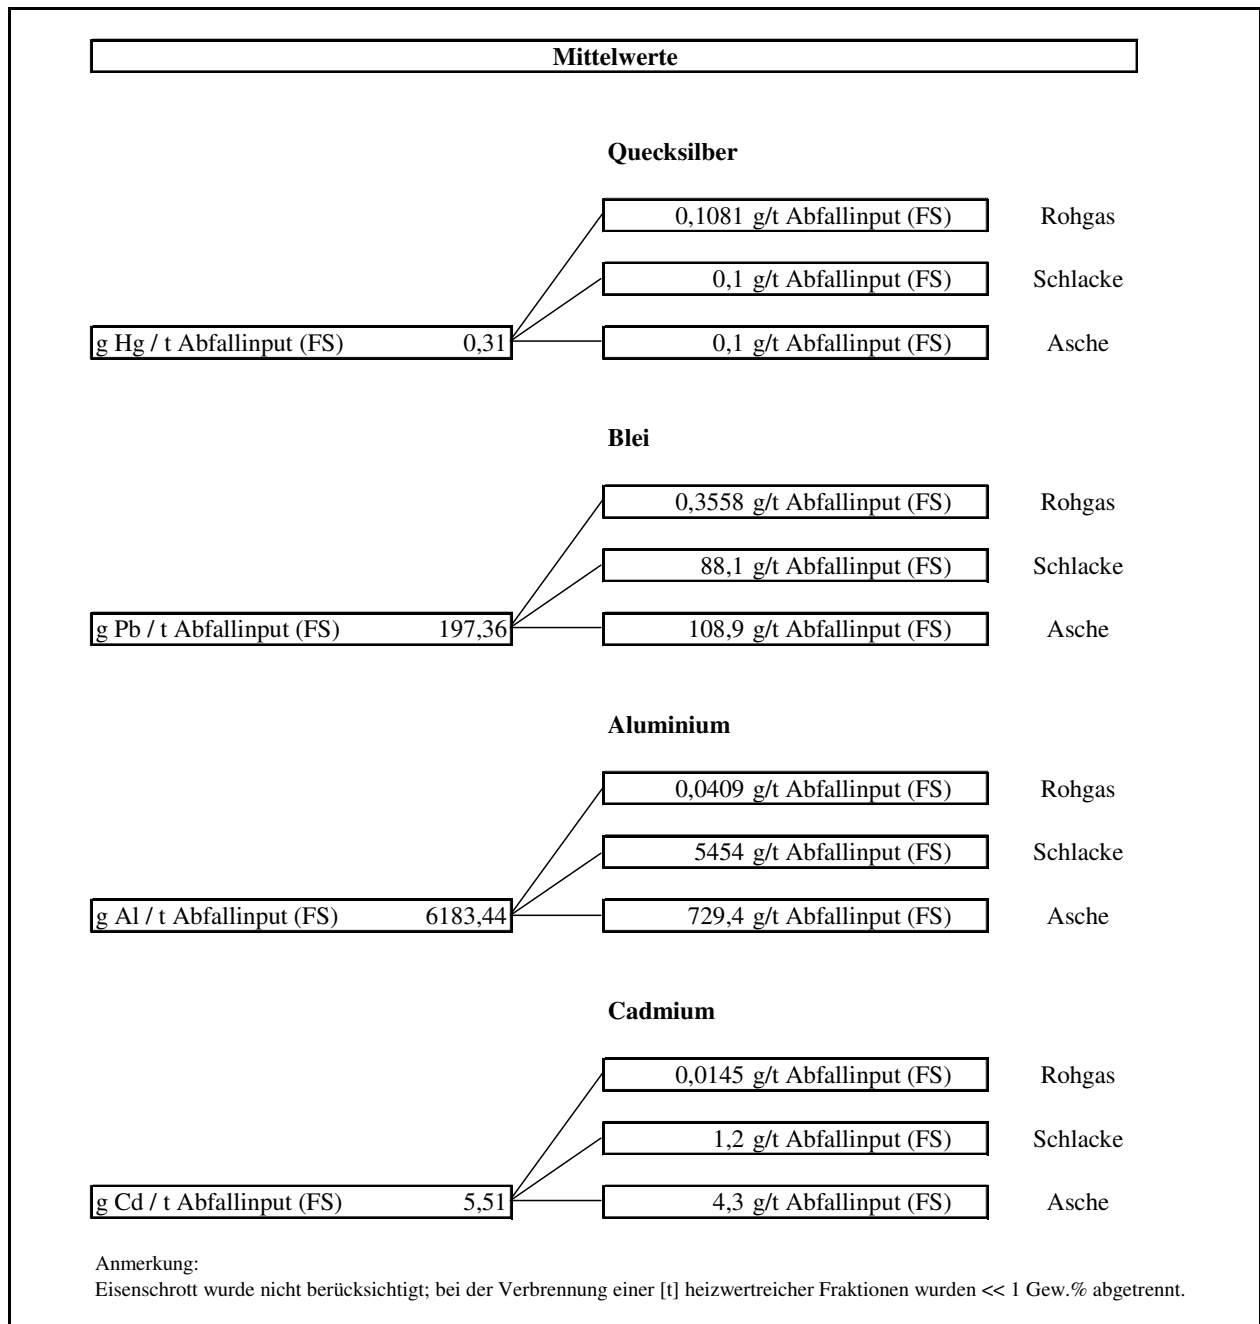 Mittelwerte
Quecksilber
0,1081 g/t Abfallinput (FS) Rohgas
0,1 g/t Abfallinput (FS) Schlacke
g Hg / t Abfallinput (FS) 0,31 0,1 g/t Abfallinput (FS) Asche
Blei
0,3558 g/t Abfallinput (FS) Rohgas
88,1 g/t Abfallinput (FS) Schlacke
g Pb / t Abfallinput (FS) 197,36 108,9 g/t Abfallinput (FS) Asche
Aluminium
0,0409 g/t Abfallinput (FS) Rohgas
5454 g/t Abfallinput (FS) Schlacke
g Al / t Abfallinput (FS) 6183,44 729,4 g/t Abfallinput (FS) Asche
Cadmium
0,0145 g/t Abfallinput (FS) Rohgas
1,2 g/t Abfallinput (FS) Schlacke
g Cd / t Abfallinput (FS) 5,51 4,3 g/t Abfallinput (FS) Asche
Anmerkung:
Eisenschrott wurde nicht berücksichtigt; bei der Verbrennung einer [t] heizwertreicher Fraktionen wurden << 1 Gew.% abgetrennt.